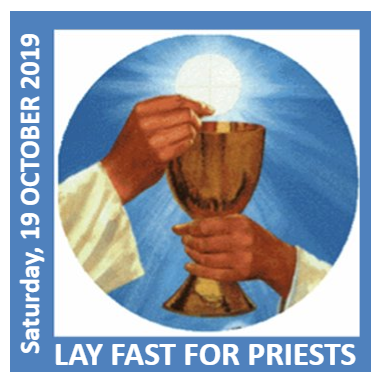 Saturday, 19 OCTOBER 2019
LAY FAST FOR PRIESTS